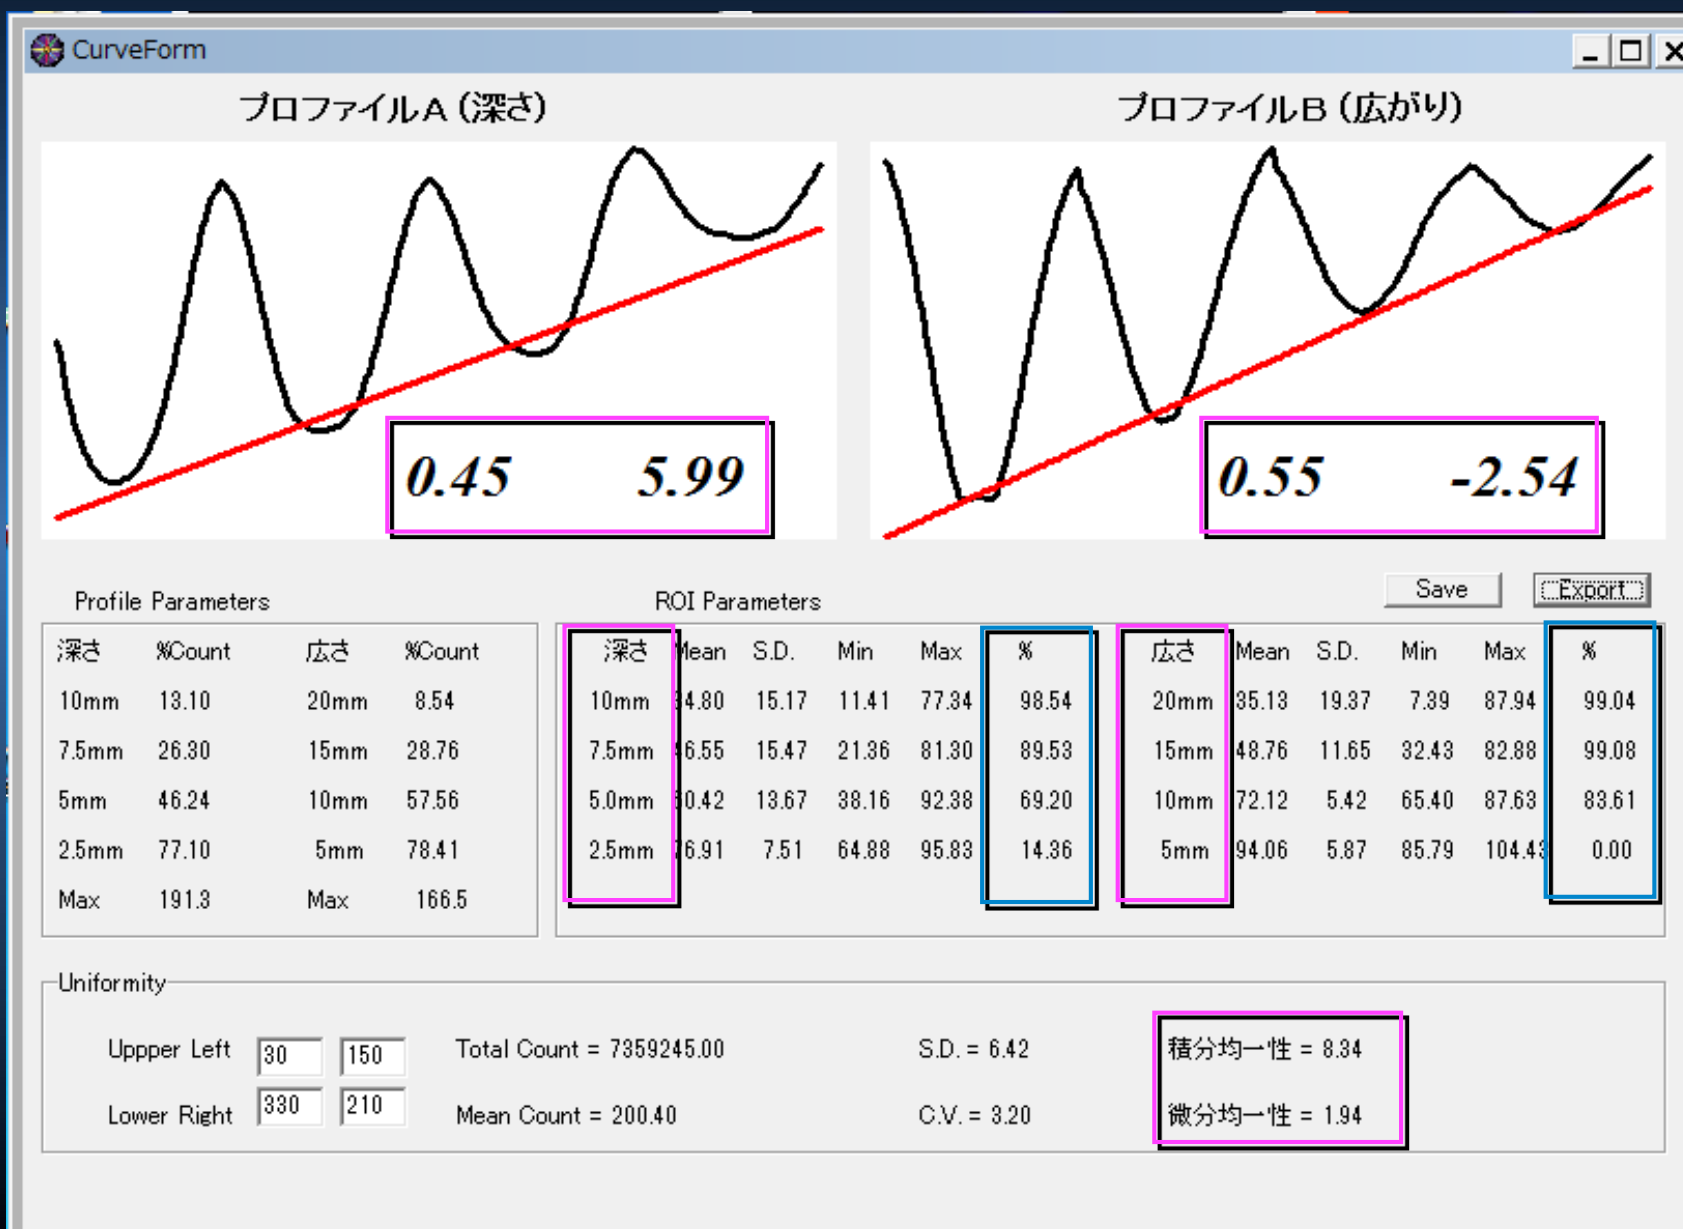 CurveForm
プロファイルA (深さ)
プロファイルB (広がり)
0.45 5.99
0.55 -2.54
Save Export
Profile Parameters
深さ %Count 広さ %Count
10mm 13.10 20mm 8.54
7.5mm 26.30 15mm 28.76
5mm 46.24 10mm 57.56
2.5mm 77.10 5mm 78.41
Max 191.3 Max 166.5
ROI Parameters
深さ Mean S.D. Min Max % 広さ Mean S.D. Min Max %
10mm 34.80 15.17 11.41 77.34 98.54 20mm 35.13 19.37 7.39 87.94 99.04
7.5mm 46.55 15.47 21.36 81.30 89.53 15mm 48.76 11.65 32.43 82.88 99.08
5.0mm 60.42 13.67 38.16 92.38 69.20 10mm 72.12 5.42 65.40 87.63 83.61
2.5mm 76.91 7.51 64.88 95.83 14.36 5mm 94.06 5.87 85.79 104.43 0.00
Uniformity
Uppper Left 30 150 Total Count = 7359245.00 S.D. = 6.42 積分均一性 = 8.34
Lower Right 330 210 Mean Count = 200.40 C.V. = 3.20 微分均一性 = 1.94